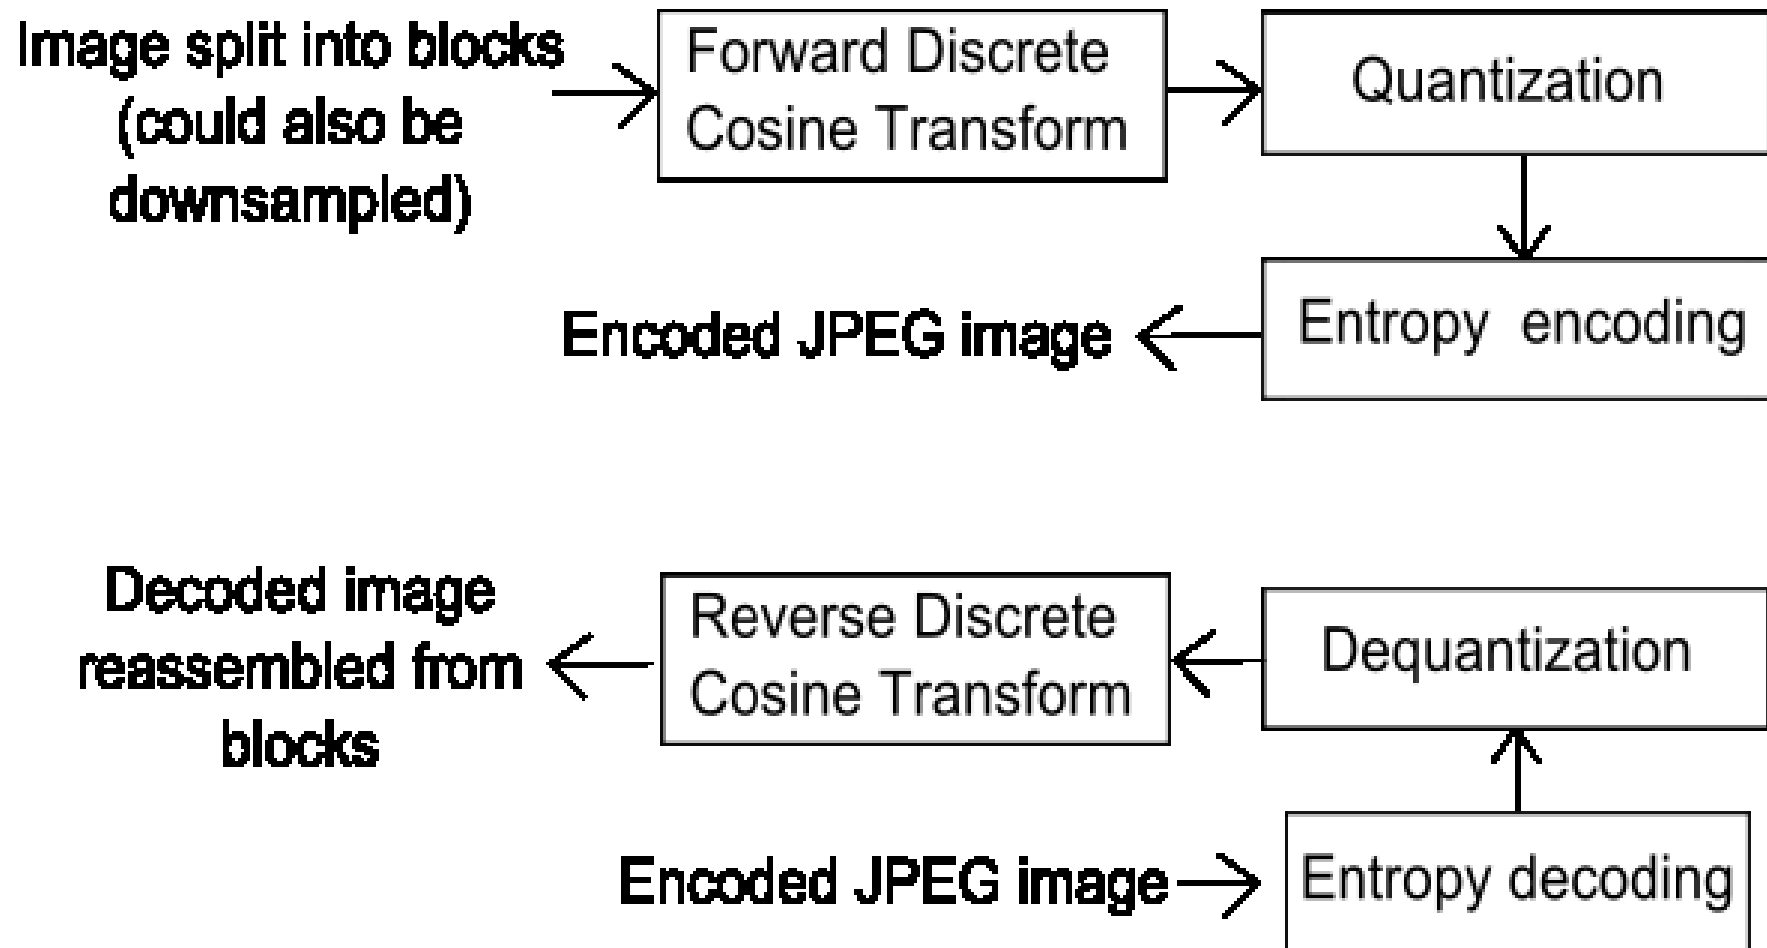 Image split into blocks
(could also be
downsampled)
Forward Discrete
Cosine Transform
Quantization
Entropy encoding
Encoded JPEG image
Decoded image
reassembled from
blocks
Reverse Discrete
Cosine Transform
Dequantization
Encoded JPEG image
Entropy decoding